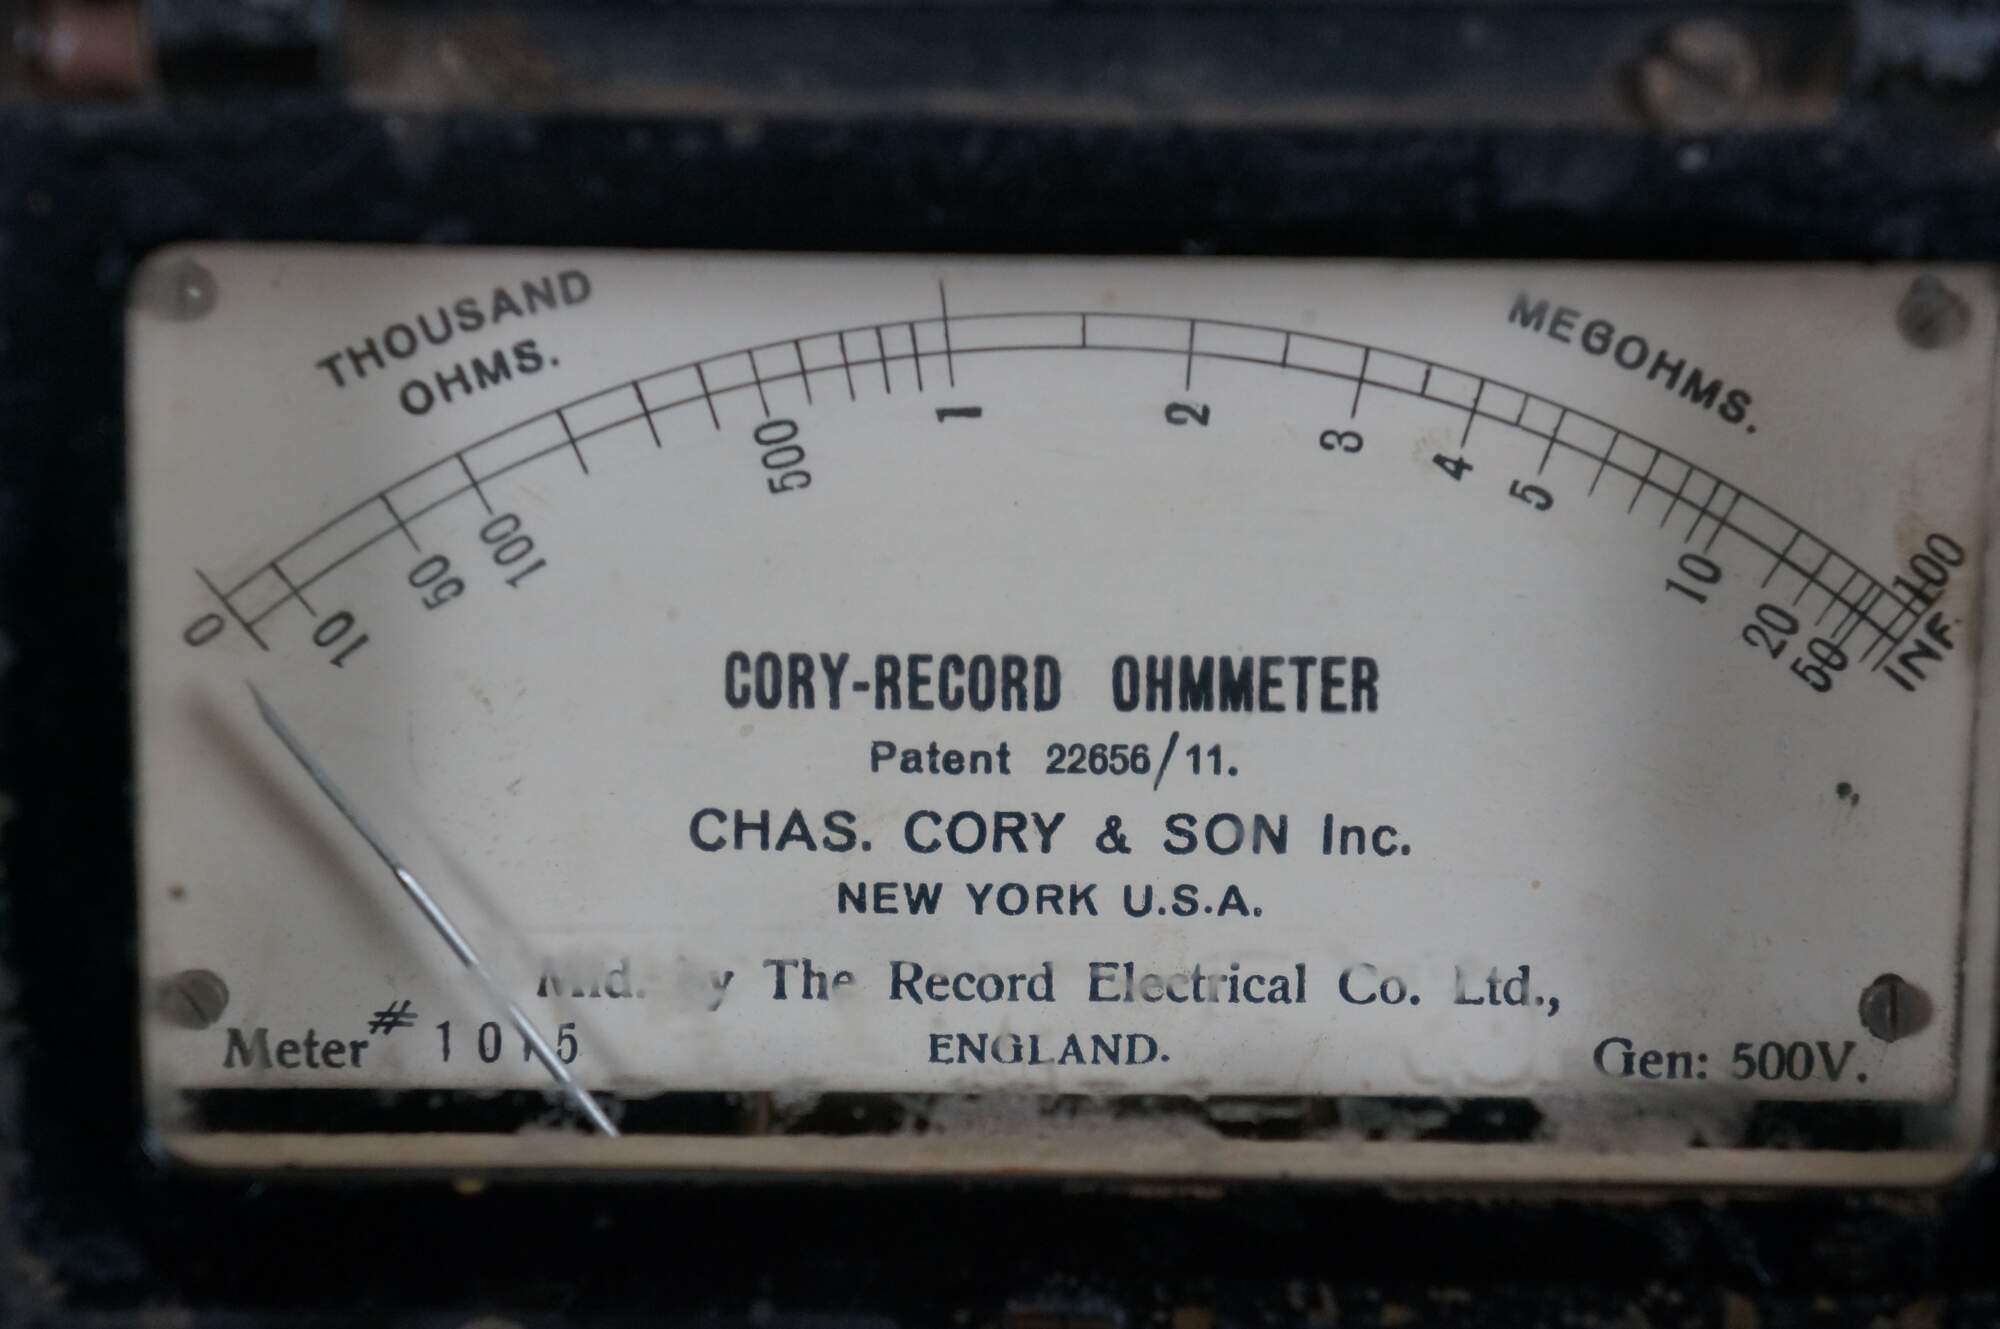 THOUSAND
OHMS.
MEGOHMS.
0 10 50 100 500 1 2 3 4 5 10 20 50 100 INF.
CORY-RECORD OHMMETER
Patent 22656/11.
CHAS. CORY & SON Inc.
NEW YORK U.S.A.
The Record Electrical Co. Ltd.,
ENGLAND.
Meter #
Gen: 500V.